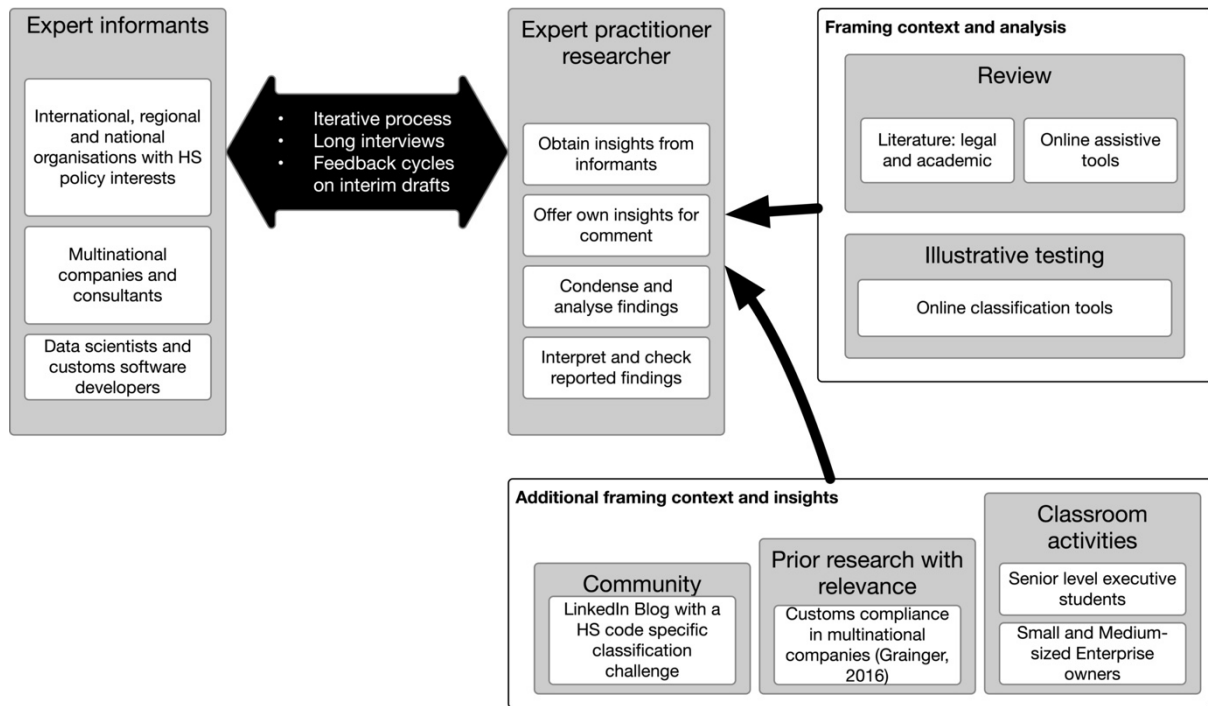 Expert informants
International, regional
and national
organisations with HS
policy interests
Multinational
companies and
consultants
Data scientists and
customs software
developers
• Iterative process
• Long interviews
• Feedback cycles
on interim drafts
Expert practitioner
researcher
Obtain insights from
informants
Offer own insights for
comment
Condense and
analyse findings
Interpret and check
reported findings
Framing context and analysis
Review
Literature: legal
and academic
Online assistive
tools
Illustrative testing
Online classification tools
Additional framing context and insights
Community
LinkedIn Blog with a
HS code specific
classification
challenge
Prior research with
relevance
Customs compliance
in multinational
companies (Grainger,
2016)
Classroom
activities
Senior level executive
students
Small and Medium-
sized Enterprise
owners